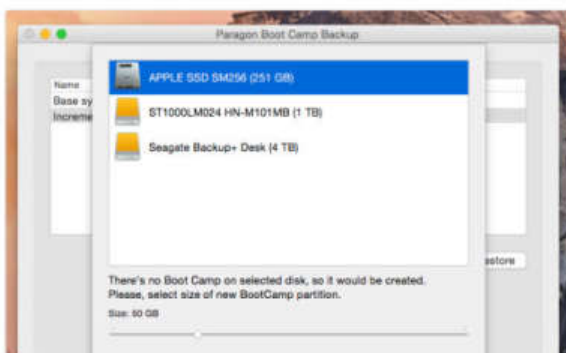 Paragon Boot Camp Backup
APPLE SSD SM256 (251 GB)
Name
Base sy
ST1000LM024 HN-M101MB (1 TB)
Increme
Seagate Backup+ Desk (4 TB)
estore
There's no Boot Camp on selected disk, so it would be created.
Please, select size of new BootCamp partition.
Size: 50 GB